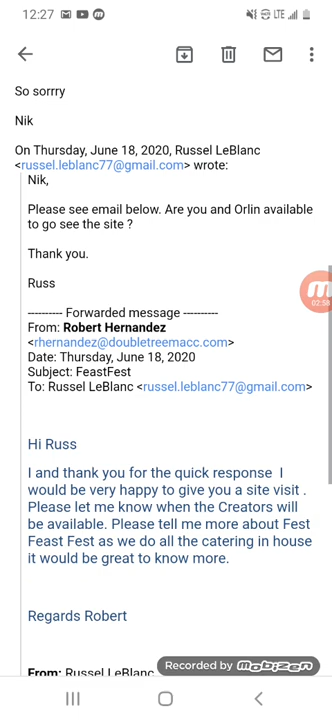 12:27
LTE
So sorrry
Nik
On Thursday, June 18, 2020, Russel LeBlanc
<russel.leblanc77@gmail.com> wrote:
Nik,
Please see email below. Are you and Orlin available
to go see the site ?
Thank you.
Russ
---------- Forwarded message ----------
From: Robert Hernandez
<rhernandez@doubletreemacc.com>
Date: Thursday, June 18, 2020
Subject: FeastFest
To: Russel LeBlanc <russel.leblanc77@gmail.com>
02:58
Hi Russ
I and thank you for the quick response I
would be very happy to give you a site visit .
Please let me know when the Creators will
be available. Please tell me more about Fest
Feast Fest as we do all the catering in house
it would be great to know more.
Regards Robert
From: Russel LeBlanc
Recorded by mobizen